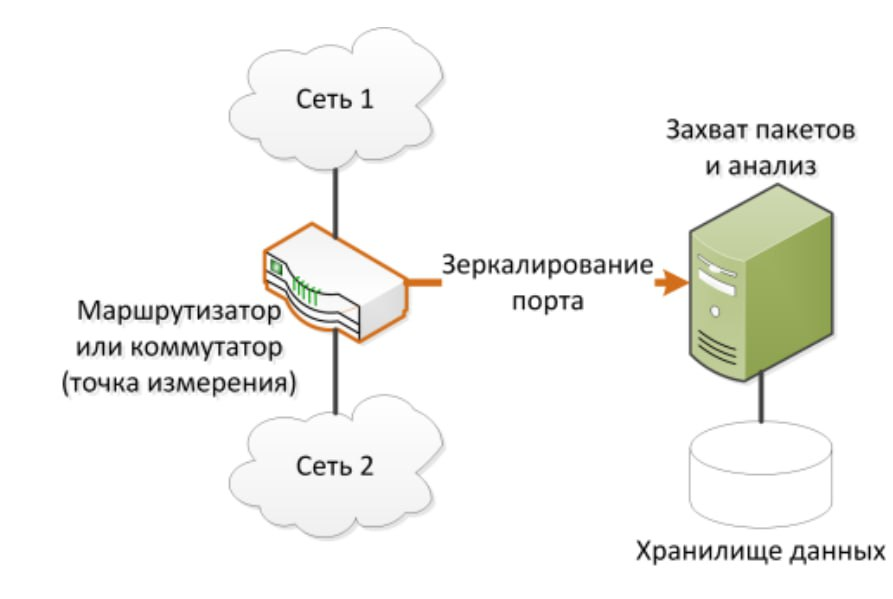 Сеть 1
Захват пакетов
и анализ
Зеркалирование
порта
Маршрутизатор
или коммутатор
(точка измерения)
Сеть 2
Хранилище данных